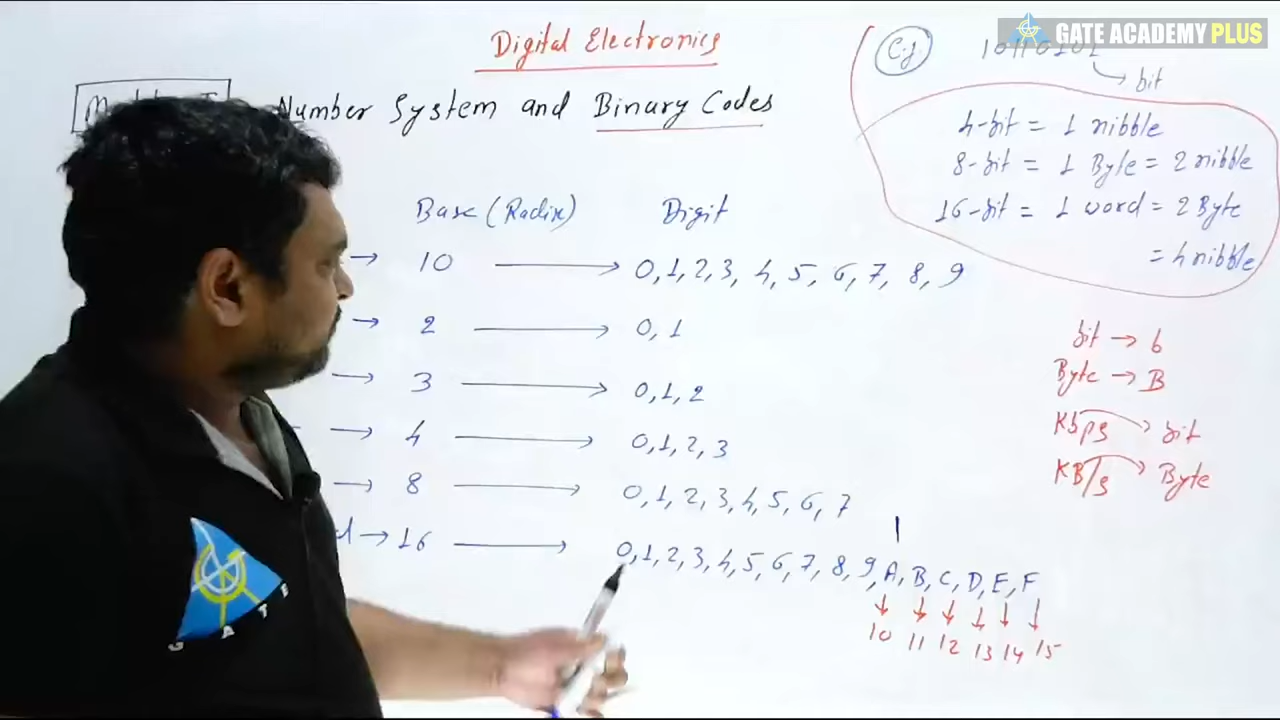 GATE ACADEMY PLUS
Digital Electronics
Number System and Binary Codes
Base (Radix) Digit
→ 10 → 0, 1, 2, 3, 4, 5, 6, 7, 8, 9
→ 2 → 0, 1
→ 3 → 0, 1, 2
→ 4 → 0, 1, 2, 3
→ 8 → 0, 1, 2, 3, 4, 5, 6, 7
→ 16 → 0, 1, 2, 3, 4, 5, 6, 7, 8, 9, A, B, C, D, E, F
10 11 12 13 14 15
10110101
→ bit
4-bit = 1 nibble
8-bit = 1 Byte = 2 nibble
16-bit = 1 word = 2 Byte
= 4 nibble
bit → b
Byte → B
Kbps → bit
KB/s → Byte
GATE